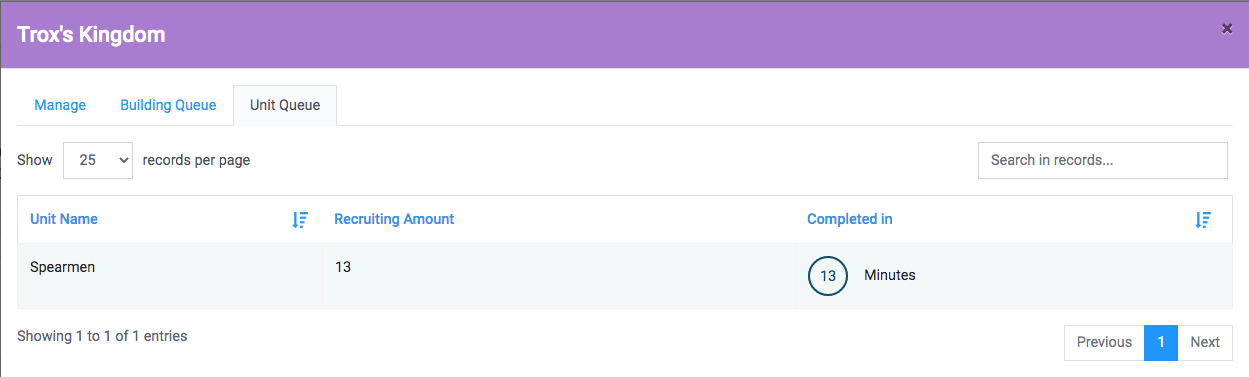 Trox's Kingdom
×
Manage Building Queue Unit Queue
Show 25 records per page Search in records...
Unit Name Recruiting Amount Completed in
Spearmen 13 13 Minutes
Showing 1 to 1 of 1 entries Previous 1 Next